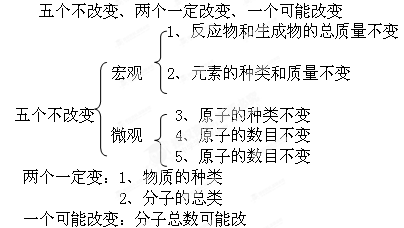 五个不改变、两个一定改变、一个可能改变
1、反应物和生成物的总质量不变
宏观
2、元素的种类和质量不变
五个不改变
3、原子的种类不变
微观
4、原子的数目不变
5、原子的数目不变
两个一定变：1、物质的种类
2、分子的总类
一个可能改变：分子总数可能改